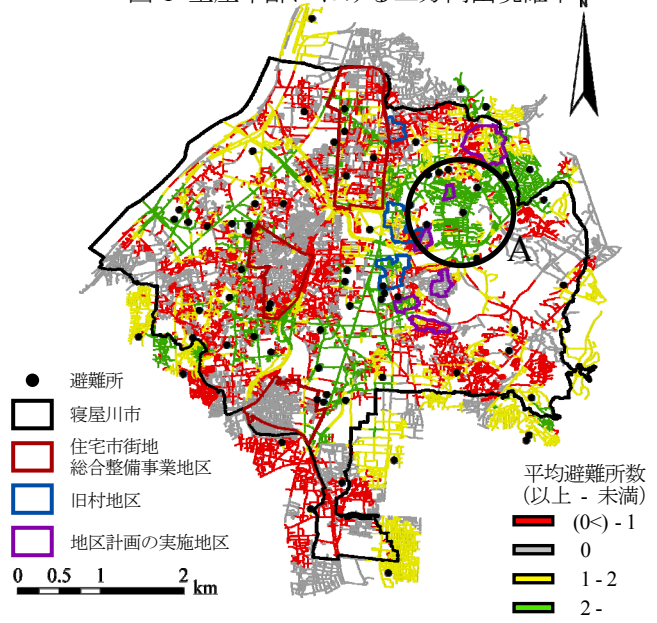 N
A
避難所
寝屋川市
住宅市街地
総合整備事業地区
旧村地区
地区計画の実施地区
0 0.5 1 2
km
平均避難所数
(以上 - 未満)
(0<) - 1
0
1 - 2
2 -